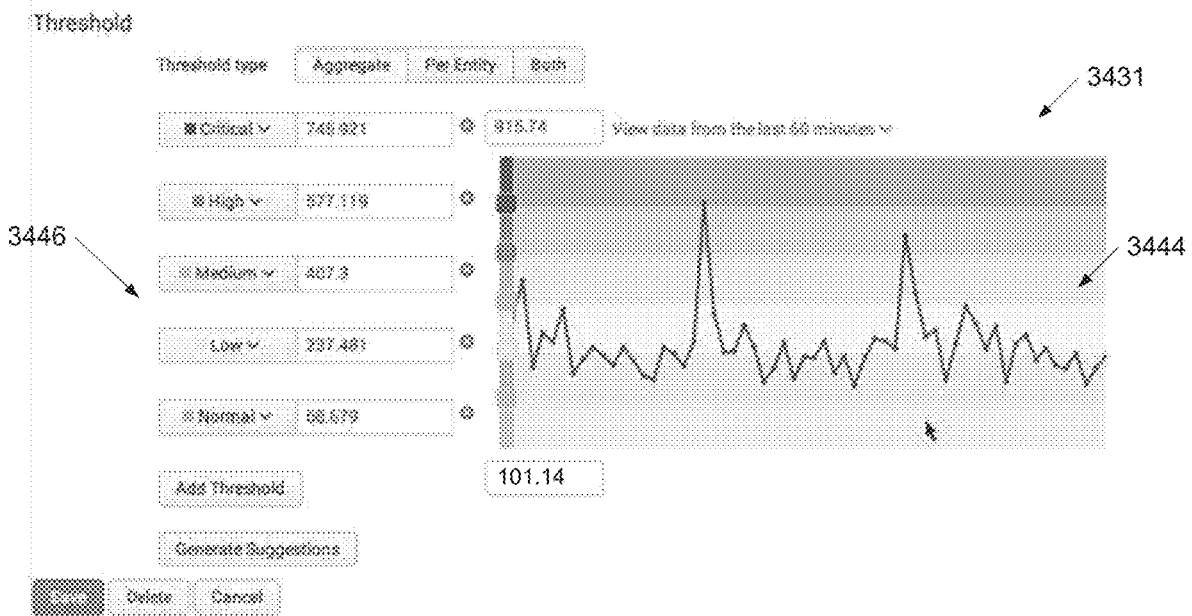 Threshold
Threshold type Aggregate Per Entity Both
3431
Critical 748.921 915.74 View data from the last 60 minutes
High 577.119
3446
3444
Medium 407.3
Low 237.481
Normal
Add Threshold 101.14
Generate Suggestions
Delete Cancel